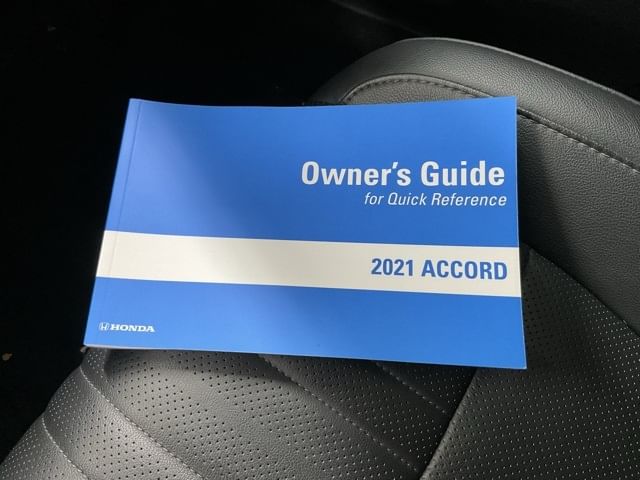 Owner's Guide
for Quick Reference
2021 ACCORD
HONDA